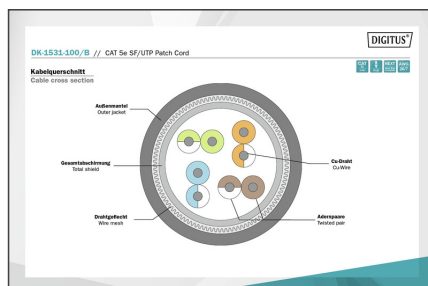 DIGITUS®
DK-1531-100/B // CAT 5e SF/UTP Patch Cord
Kabelquerschnitt
Cable cross section
Außenmantel
Outer jacket
Gesamtabschirmung
Total shield
Cu-Draht
Cu-Wire
Drahtgeflecht
Wire mesh
Adernpaare
Twisted pair